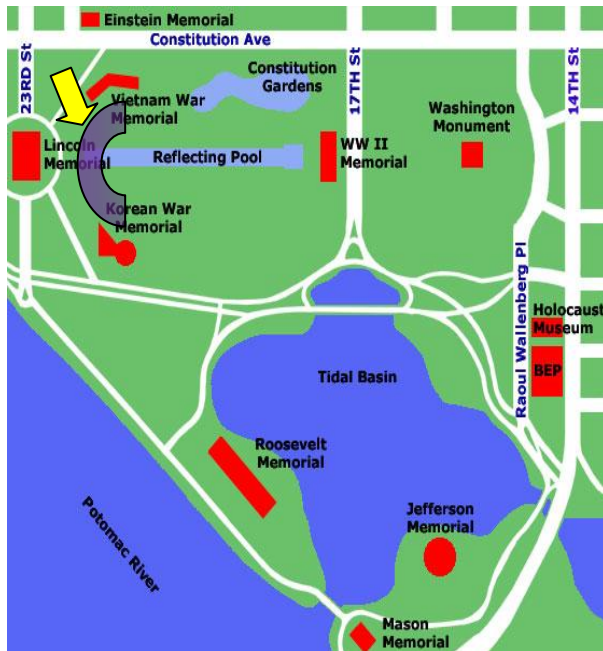 Einstein Memorial
Constitution Ave
23RD St
17TH St
14TH St
Constitution
Gardens
Vietnam War
Memorial
Washington
Monument
Lincoln
Memorial
Reflecting Pool
WW II
Memorial
Korean War
Memorial
Raoul Wallenberg Pl
Holocaust
Museum
BEP
Tidal Basin
Roosevelt
Memorial
Potomac River
Jefferson
Memorial
Mason
Memorial